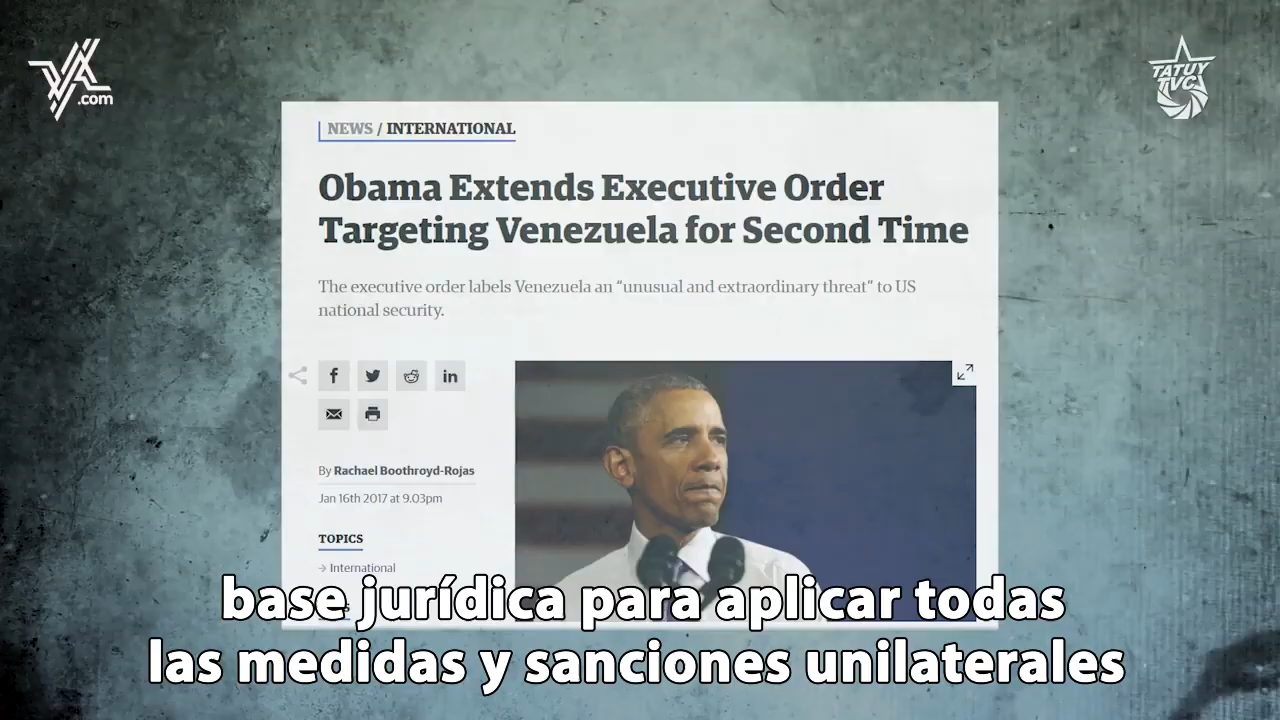 VA
.com
TATUY
TVC
NEWS / INTERNATIONAL
Obama Extends Executive Order
Targeting Venezuela for Second Time
The executive order labels Venezuela an “unusual and extraordinary threat” to US
national security.
By Rachael Boothroyd-Rojas
Jan 16th 2017 at 9.03pm
TOPICS
→ International
base jurídica para aplicar todas
las medidas y sanciones unilaterales